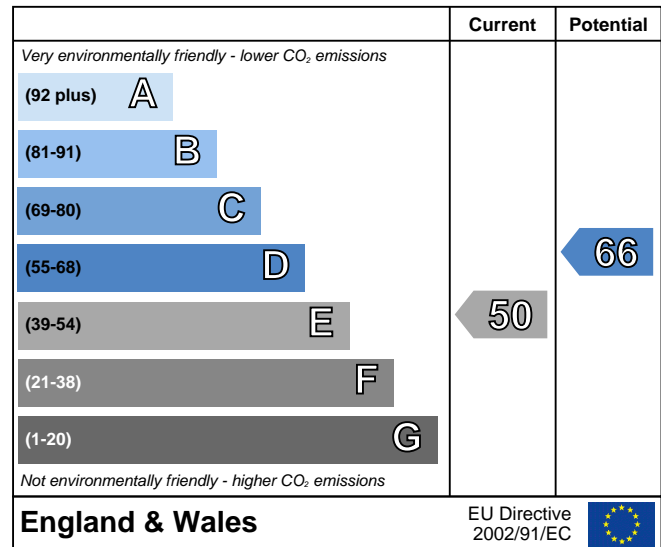 Current Potential
Very environmentally friendly - lower CO₂ emissions
(92 plus) A
(81-91) B
(69-80) C
(55-68) D
66
(39-54) E
50
(21-38) F
(1-20) G
Not environmentally friendly - higher CO₂ emissions
England & Wales
EU Directive
2002/91/EC